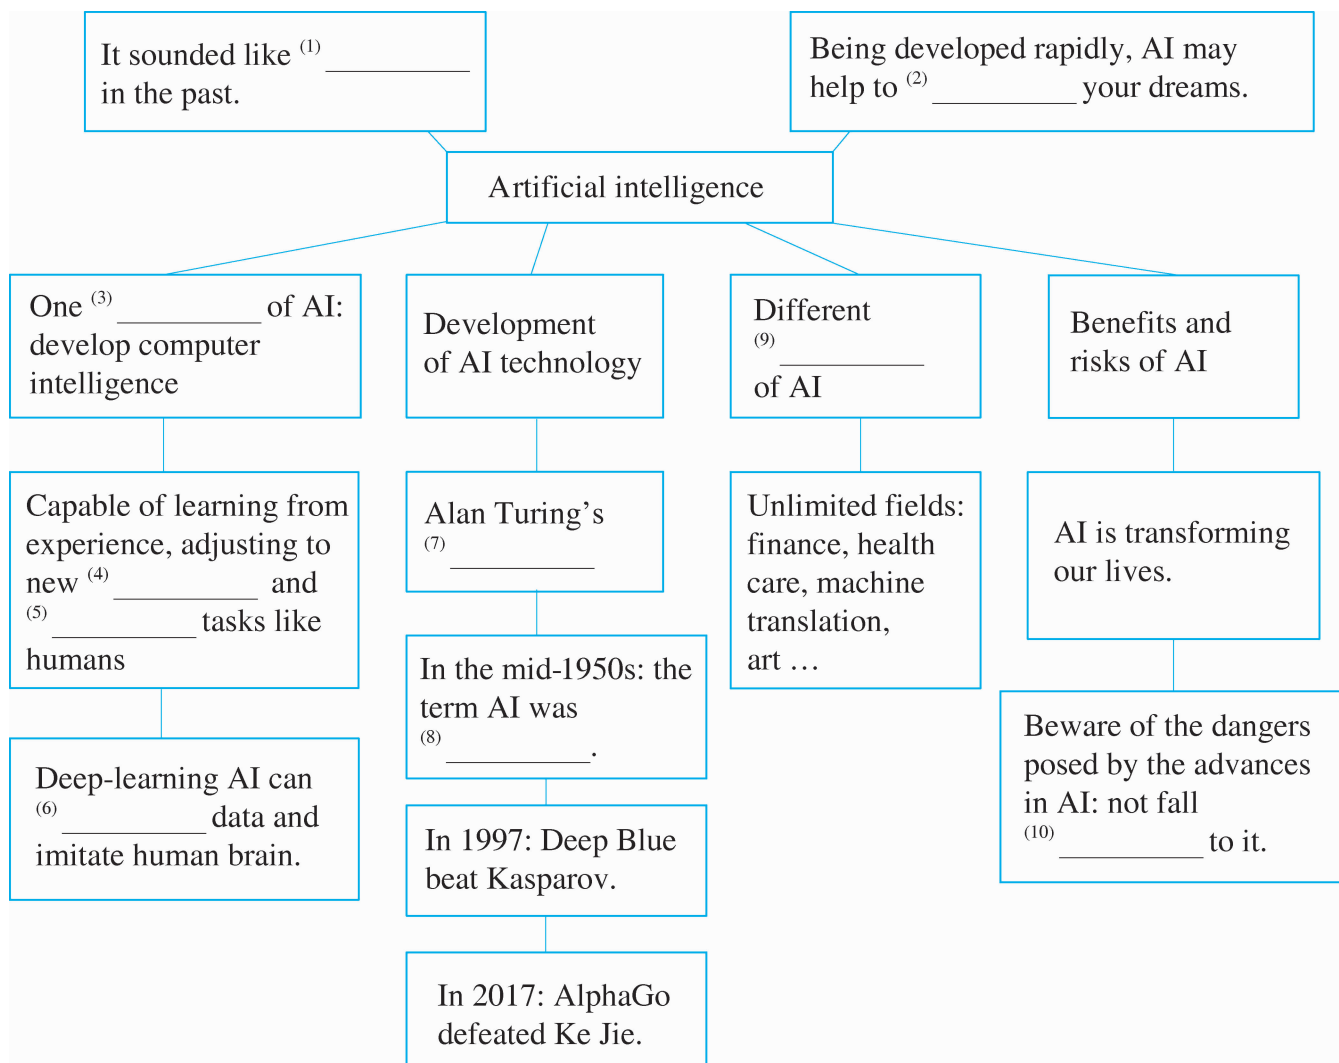 It sounded like (1) __________
in the past.
Being developed rapidly, AI may
help to (2) __________ your dreams.
Artificial intelligence
One (3) __________ of AI:
develop computer
intelligence
Development
of AI technology
Different
(9) __________
of AI
Benefits and
risks of AI
Capable of learning from
experience, adjusting to
new (4) __________ and
(5) __________ tasks like
humans
Alan Turing’s
(7) __________
Unlimited fields:
finance, health
care, machine
translation,
art …
AI is transforming
our lives.
In the mid-1950s: the
term AI was
(8) __________.
Beware of the dangers
posed by the advances
in AI: not fall
(10) __________ to it.
Deep-learning AI can
(6) __________ data and
imitate human brain.
In 1997: Deep Blue
beat Kasparov.
In 2017: AlphaGo
defeated Ke Jie.